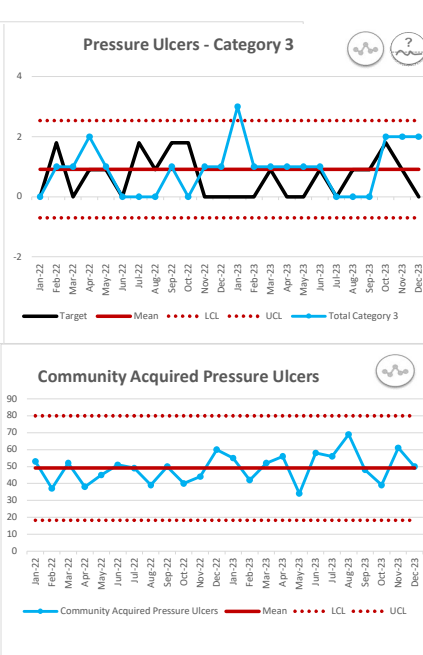 Pressure Ulcers - Category 3
?
4
2
0
-2
Jan-22 Feb-22 Mar-22 Apr-22 May-22 Jun-22 Jul-22 Aug-22 Sep-22 Oct-22 Nov-22 Dec-22 Jan-23 Feb-23 Mar-23 Apr-23 May-23 Jun-23 Jul-23 Aug-23 Sep-23 Oct-23 Nov-23 Dec-23
Target Mean LCL UCL Total Category 3
Community Acquired Pressure Ulcers
90
80
70
60
50
40
30
20
10
0
Jan-22 Feb-22 Mar-22 Apr-22 May-22 Jun-22 Jul-22 Aug-22 Sep-22 Oct-22 Nov-22 Dec-22 Jan-23 Feb-23 Mar-23 Apr-23 May-23 Jun-23 Jul-23 Aug-23 Sep-23 Oct-23 Nov-23 Dec-23
Community Acquired Pressure Ulcers Mean LCL UCL